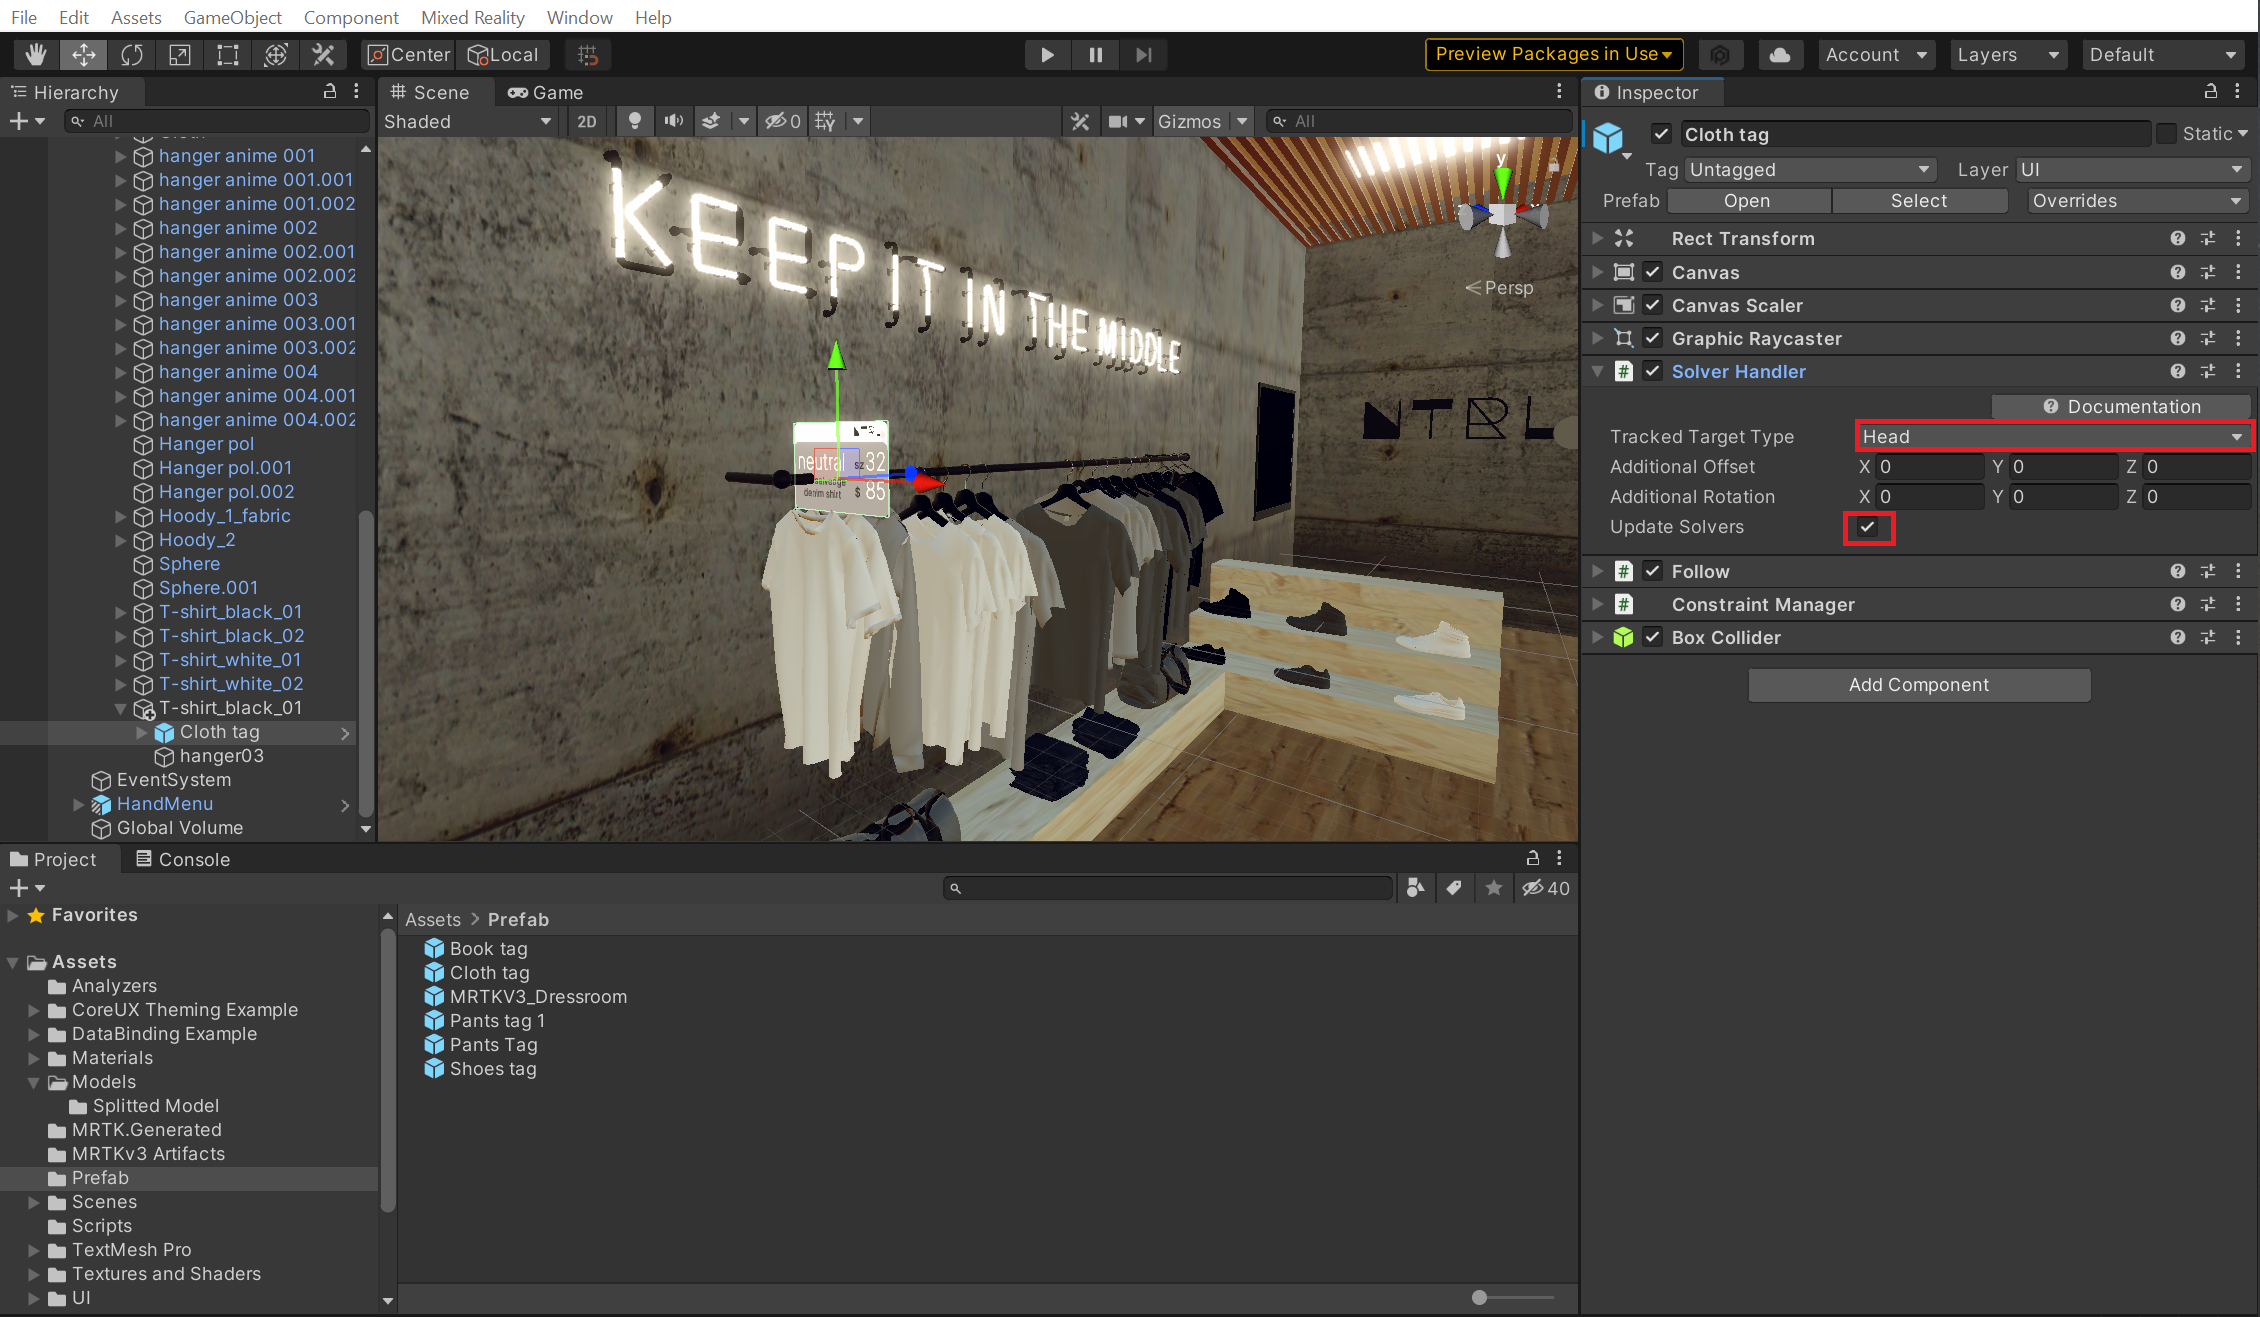 File Edit Assets GameObject Component Mixed Reality Window Help
Center Local Preview Packages in Use Account Layers Default
Hierarchy
All
hanger anime 001
hanger anime 001.001
hanger anime 001.002
hanger anime 002
hanger anime 002.001
hanger anime 002.002
hanger anime 003
hanger anime 003.001
hanger anime 003.002
hanger anime 004
hanger anime 004.001
hanger anime 004.002
Hanger pol
Hanger pol.001
Hanger pol.002
Hoody_1_fabric
Hoody_2
Sphere
Sphere.001
T-shirt_black_01
T-shirt_black_02
T-shirt_white_01
T-shirt_white_02
T-shirt_black_01
Cloth tag
hanger03
EventSystem
HandMenu
Global Volume
Scene Game
Shaded 2D 0 Gizmos All
KEEP IT IN THE MIDDLE
y
Persp
NTRL
neutral sz 32
denim shirt $ 85
Inspector
Cloth tag Static
Tag Untagged Layer UI
Prefab Open Select Overrides
Rect Transform
Canvas
Canvas Scaler
Graphic Raycaster
# Solver Handler
Documentation
Tracked Target Type Head
Additional Offset X 0 Y 0 Z 0
Additional Rotation X 0 Y 0 Z 0
Update Solvers
# Follow
# Constraint Manager
Box Collider
Add Component
Project Console
40
Favorites
Assets
Analyzers
CoreUX Theming Example
DataBinding Example
Materials
Models
Splitted Model
MRTK.Generated
MRTKv3 Artifacts
Prefab
Scenes
Scripts
TextMesh Pro
Textures and Shaders
UI
Assets > Prefab
Book tag
Cloth tag
MRTKV3_Dressroom
Pants tag 1
Pants Tag
Shoes tag